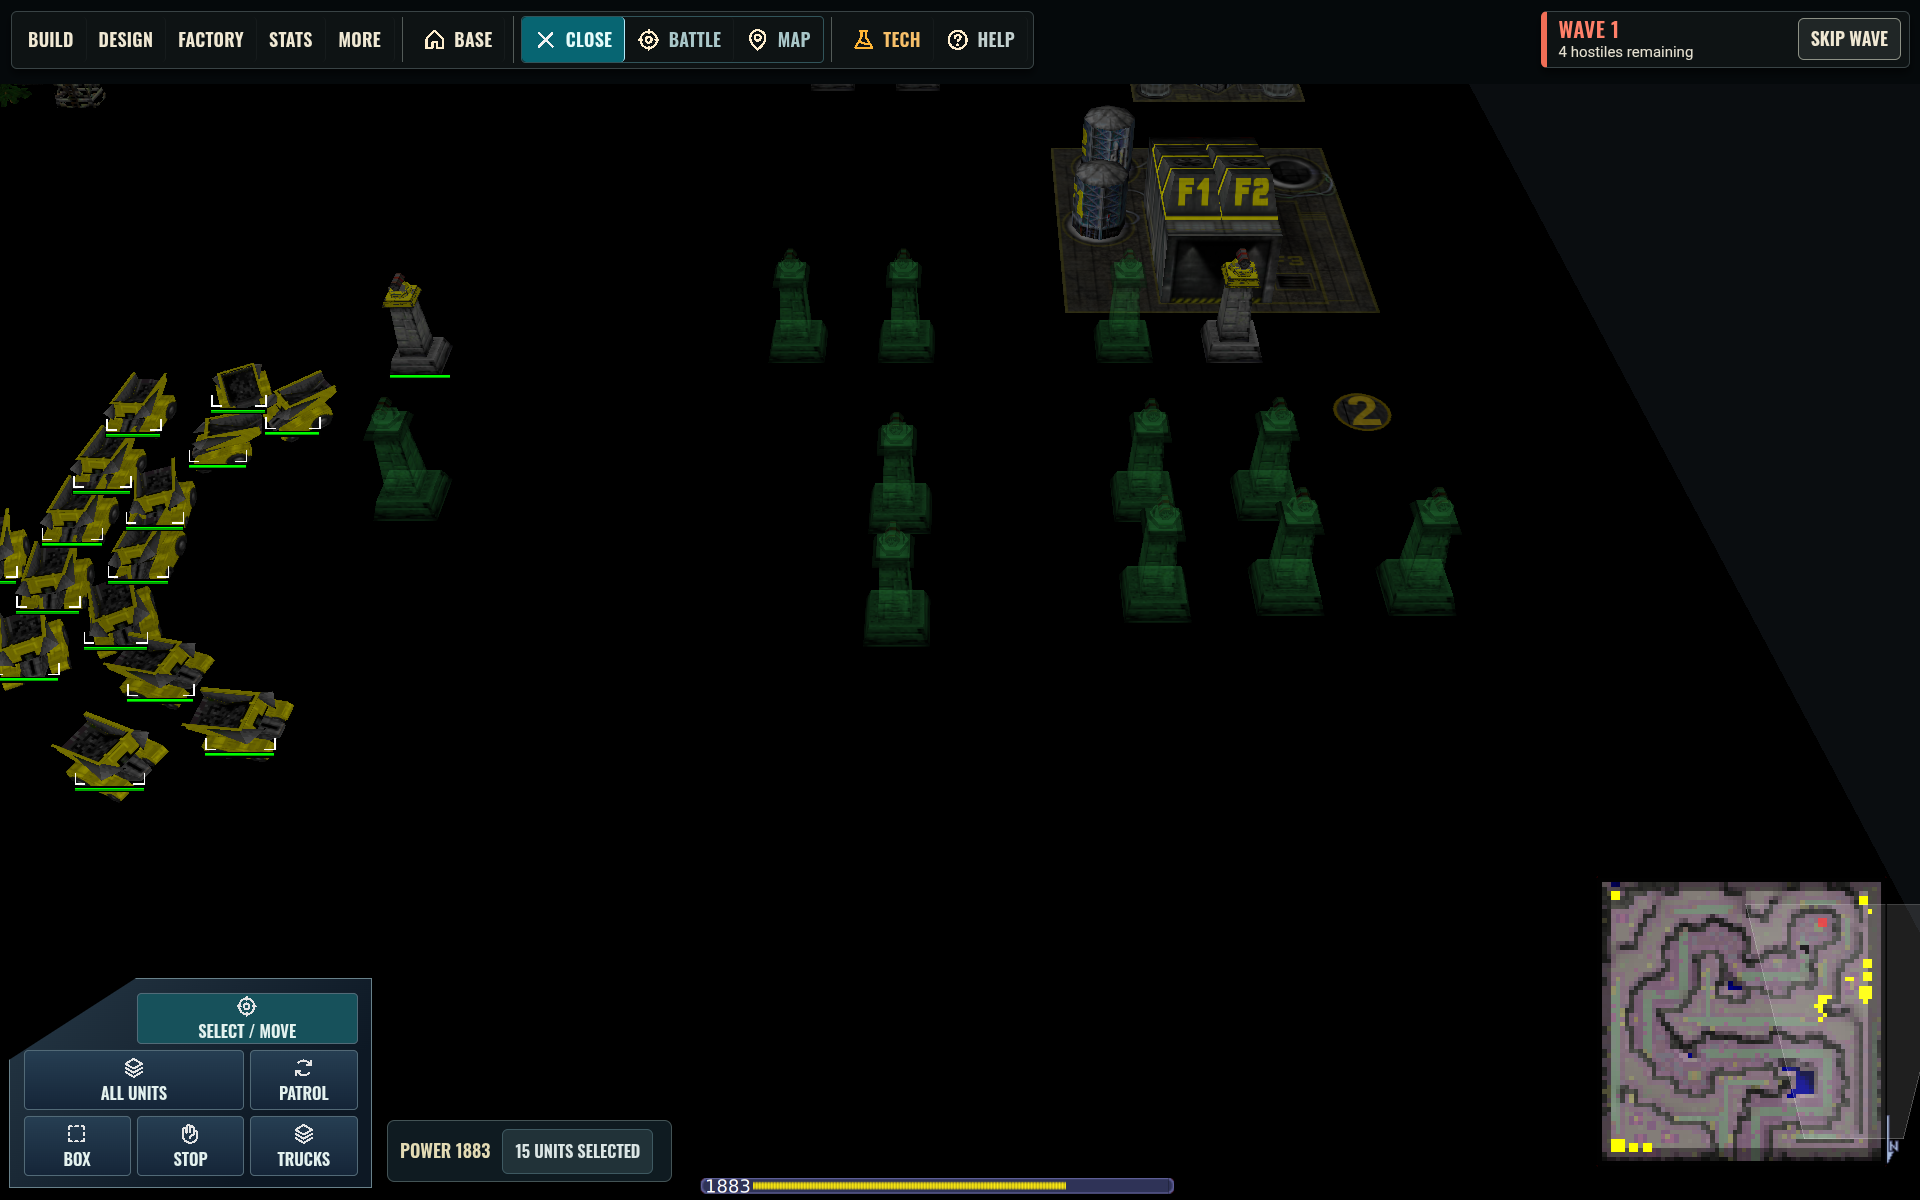 BUILD DESIGN FACTORY STATS MORE BASE CLOSE BATTLE MAP TECH HELP
WAVE 1
4 hostiles remaining
SKIP WAVE
F1 F2
F3
2
SELECT / MOVE
ALL UNITS PATROL
BOX STOP TRUCKS
POWER 1883 15 UNITS SELECTED
1883
N